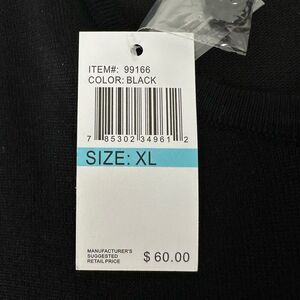 ITEM#: 99166
COLOR: BLACK
7 85302 34961 2
SIZE: XL
MANUFACTURER'S
SUGGESTED
RETAIL PRICE
$ 60.00